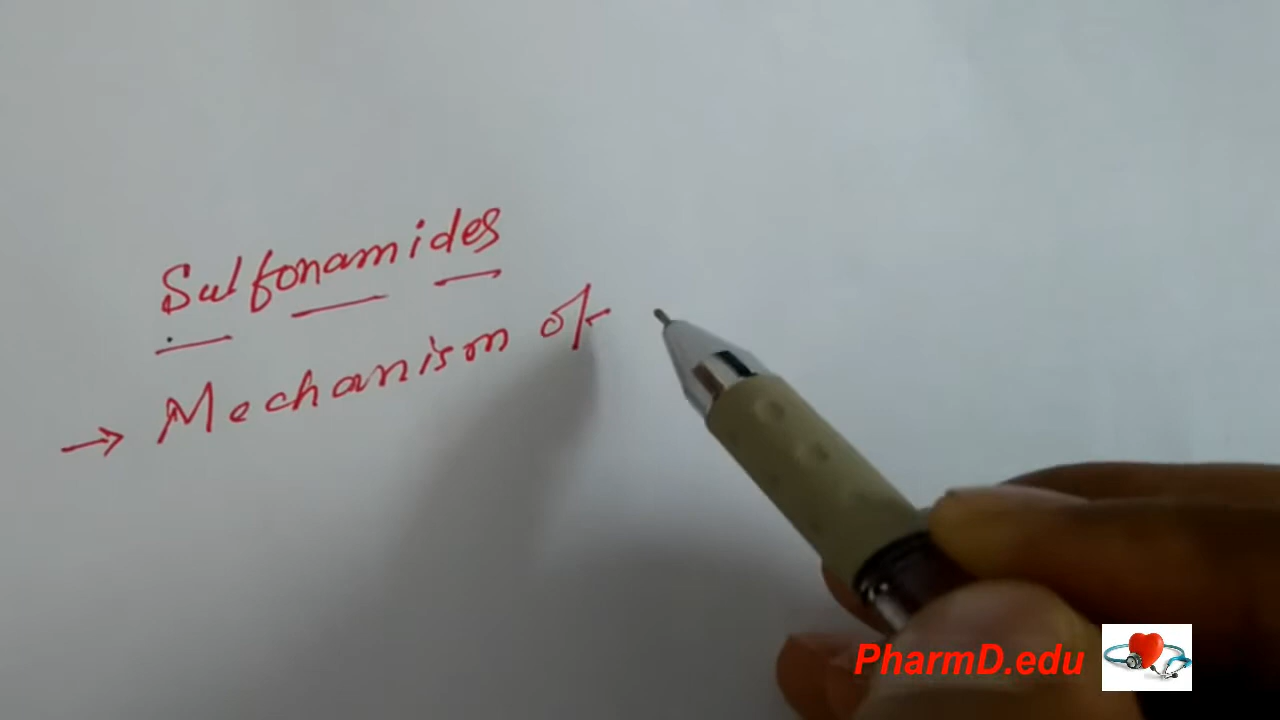 Sulfonamides
→ Mechanism of
PharmD.edu